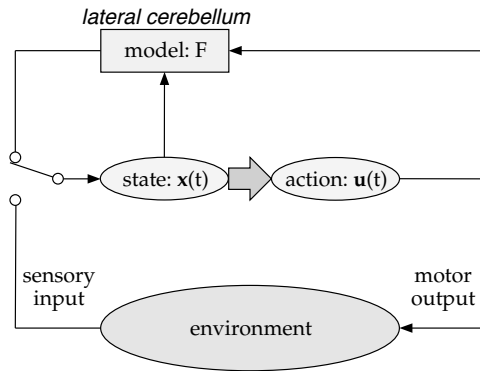 lateral cerebellum
model: F
state: x(t)
action: u(t)
sensory
input
motor
output
environment